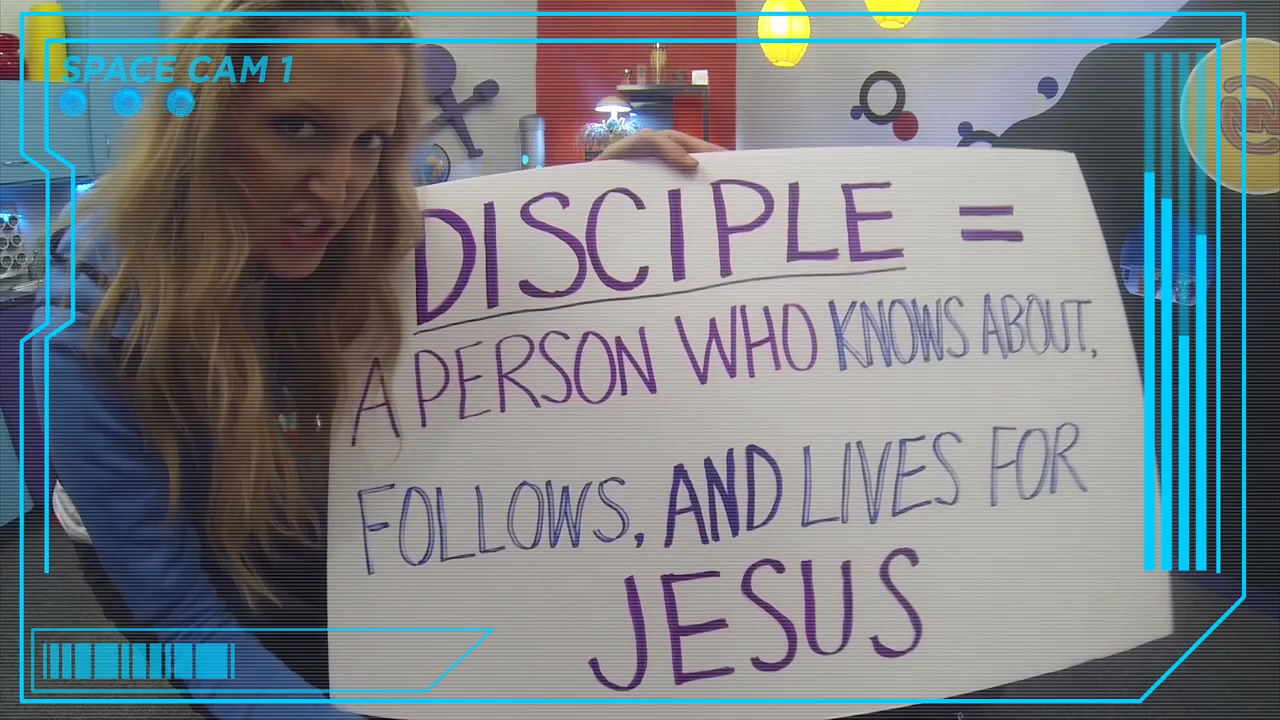 SPACE CAM 1
DISCIPLE =
A PERSON WHO KNOWS ABOUT,
FOLLOWS, AND LIVES FOR
JESUS